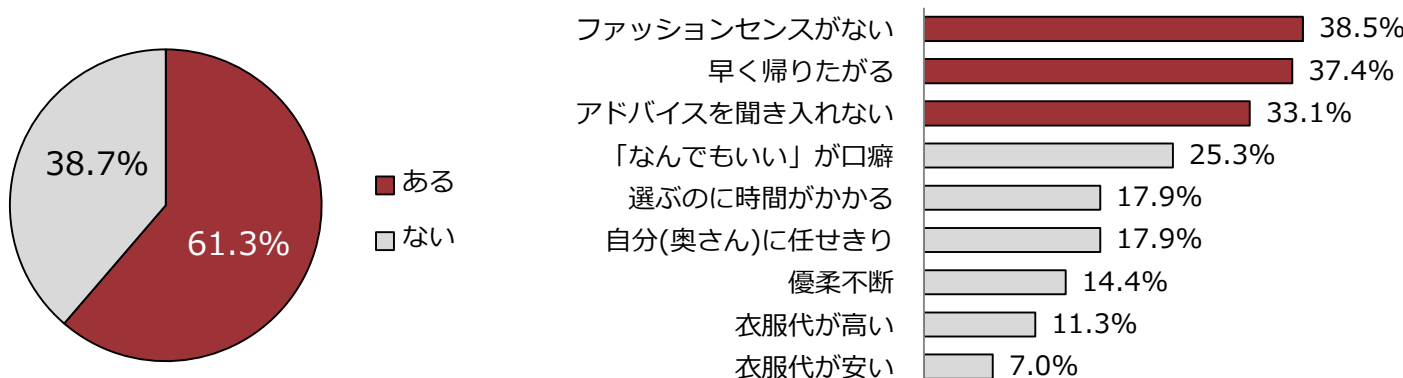 38.7%
61.3%
ある
ない
ファッションセンスがない 38.5%
早く帰りたがる 37.4%
アドバイスを聞き入れない 33.1%
「なんでもいい」が口癖 25.3%
選ぶのに時間がかかる 17.9%
自分(奥さん)に任せきり 17.9%
優柔不断 14.4%
衣服代が高い 11.3%
衣服代が安い 7.0%